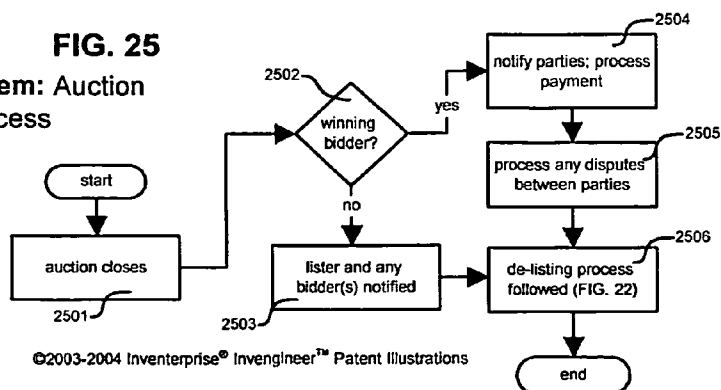 FIG. 25
em: Auction
cess
start
auction closes
2501
2502
winning
bidder?
yes
no
lister and any
bidder(s) notified
2503
2504
notify parties; process
payment
2505
process any disputes
between parties
2506
de-listing process
followed (FIG. 22)
end
©2003-2004 Inventerprise® Invengineer™ Patent Illustrations